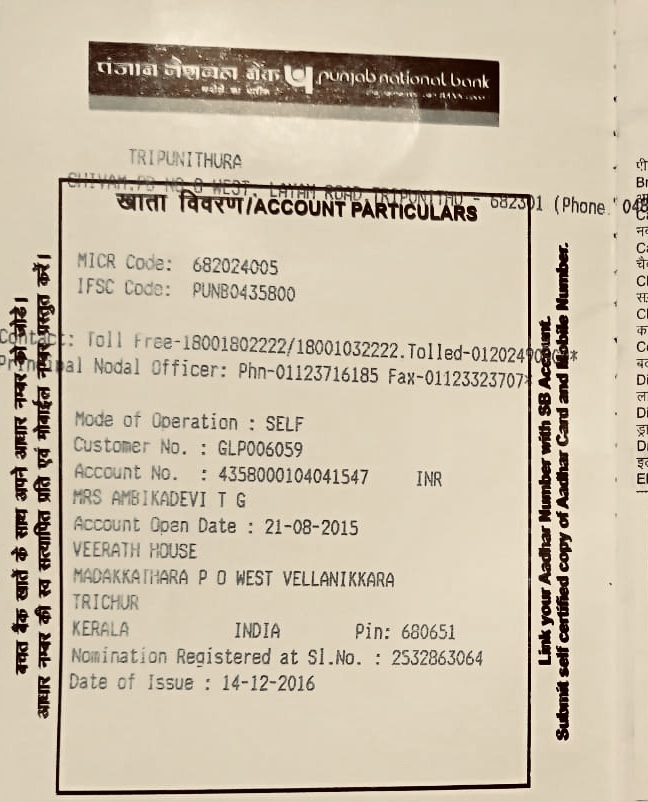 पंजाब नैशनल बैंक punjab national bank
TRIPUNITHURA
SHIVAM,PB NO 8 WEST, LAYAM ROAD TRIPUNITHU - 682301 (Phone. 048
खाता विवरण/ACCOUNT PARTICULARS
MICR Code: 682024005
IFSC Code: PUNB0435800
Contact: Toll Free-18001802222/18001032222.Tolled-01202490
Principal Nodal Officer: Phn-01123716185 Fax-01123323707*
Mode of Operation : SELF
Customer No. : GLP006059
Account No. : 4358000104041547 INR
MRS AMBIKADEVI T G
Account Open Date : 21-08-2015
VEERATH HOUSE
MADAKKATHARA P O WEST VELLANIKKARA
TRICHUR
KERALA INDIA Pin: 680651
Nomination Registered at Sl.No. : 2532863064
Date of Issue : 14-12-2016
बचत बैंक खातें के साथ अपने आधार नम्बर को जोडे।
आधार नम्बर की स्व सत्यापित प्रति एवं मोबाईल नम्बर प्रस्तुत करें।
Link your Aadhar Number with SB Account.
Submit self certified copy of Aadhar Card and Mobile Number.